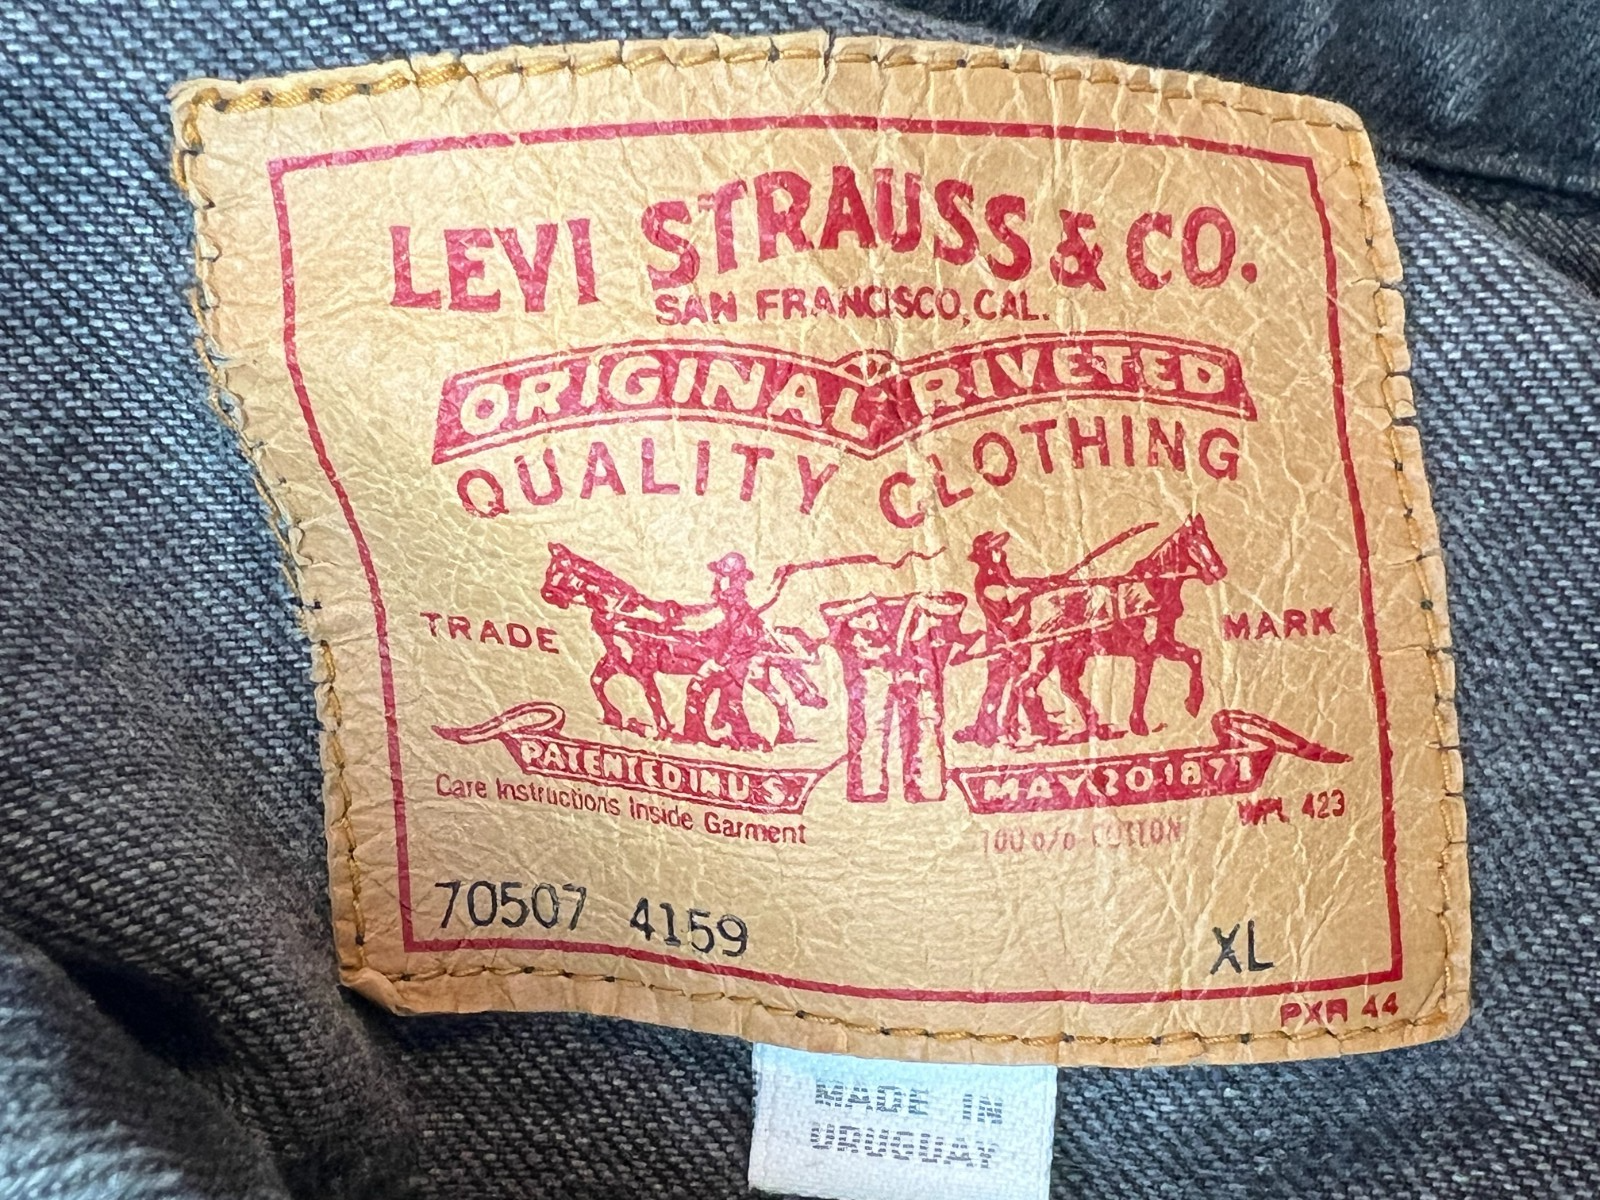 LEVI STRAUSS & CO.
SAN FRANCISCO, CAL.
ORIGINAL RIVETED
QUALITY CLOTHING
TRADE MARK
PATENTED IN U.S. MAY 20 1871
Care Instructions Inside Garment
100 o/o COTTON WPL 423
70507 4159 XL
PXR 44
MADE IN
URUGUAY